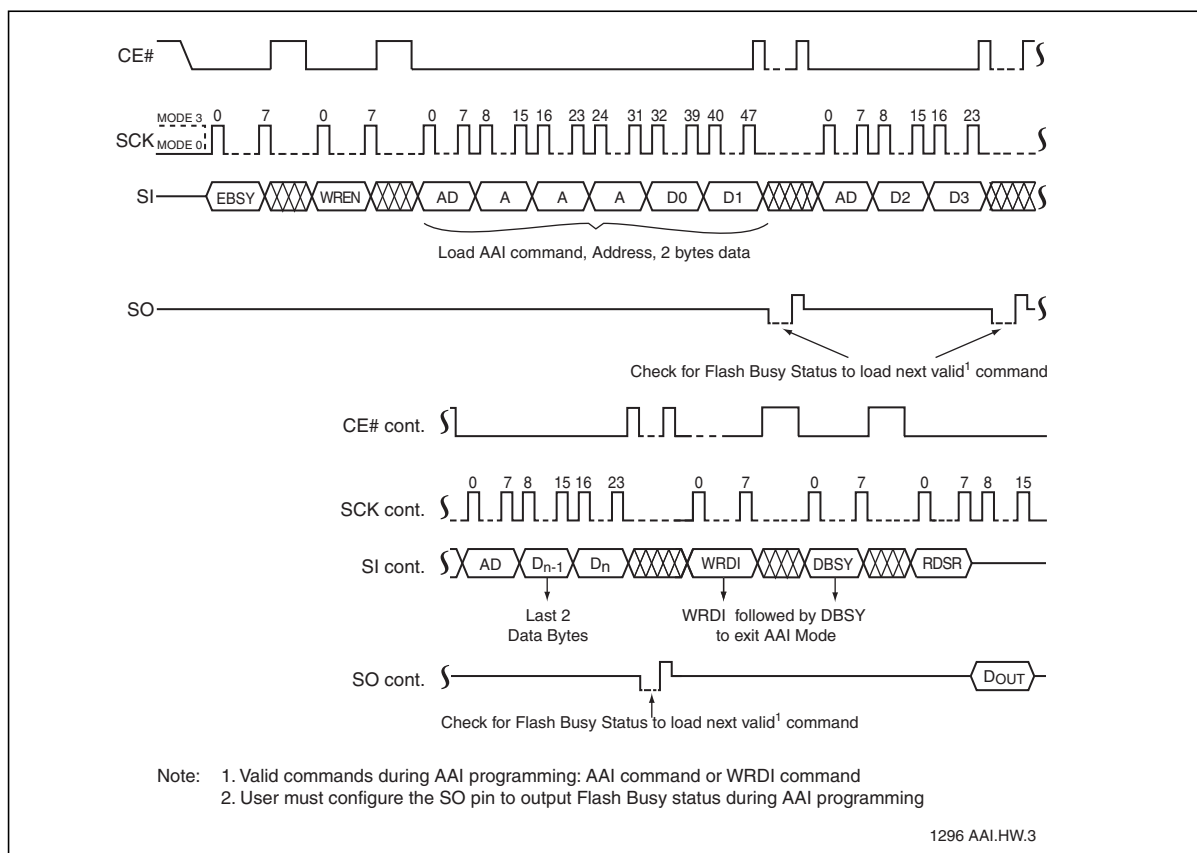 CE#
MODE 3 0 7 0 7 0 7 8 15 16 23 24 31 32 39 40 47 0 7 8 15 16 23
SCK MODE 0
SI EBSY WREN AD A A A D0 D1 AD D2 D3
Load AAI command, Address, 2 bytes data
SO
Check for Flash Busy Status to load next valid1 command
CE# cont.
0 7 8 15 16 23 0 7 0 7 0 7 8 15
SCK cont.
SI cont. AD Dn-1 Dn WRDI DBSY RDSR
Last 2 WRDI followed by DBSY
Data Bytes to exit AAI Mode
SO cont. DOUT
Check for Flash Busy Status to load next valid1 command
Note: 1. Valid commands during AAI programming: AAI command or WRDI command
2. User must configure the SO pin to output Flash Busy status during AAI programming
1296 AAI.HW.3